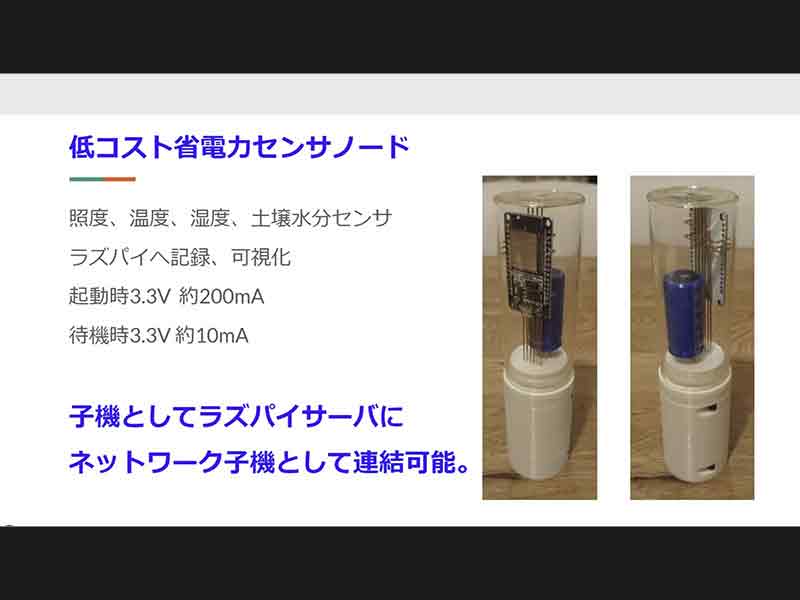 低コスト省電力センサノード
照度、温度、湿度、土壌水分センサ
ラズパイへ記録、可視化
起動時3.3V 約200mA
待機時3.3V 約10mA
子機としてラズパイサーバに
ネットワーク子機として連結可能。